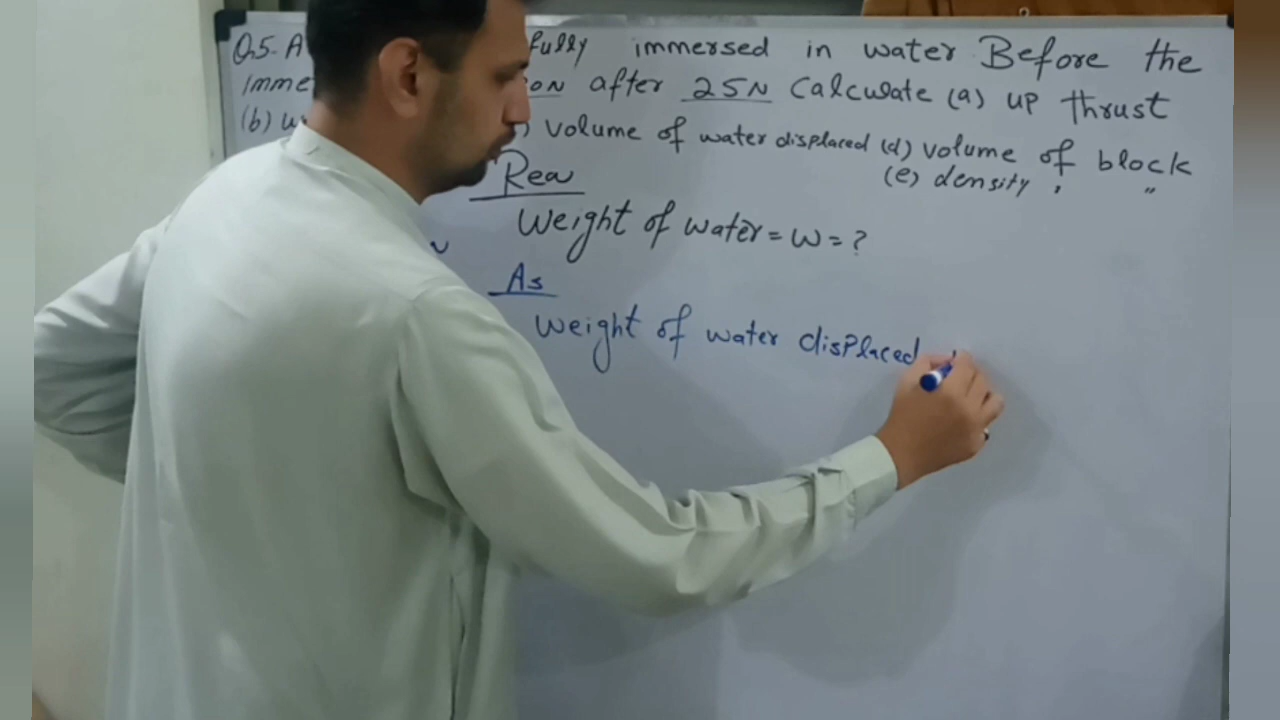 Q.5. A fully immersed in water Before the
imme ON after 25N Calculate (a) up thrust
(b) w ) volume of water displaced (d) volume of block
(e) density " "
Req
Weight of water = w = ?
As
Weight of water displaced